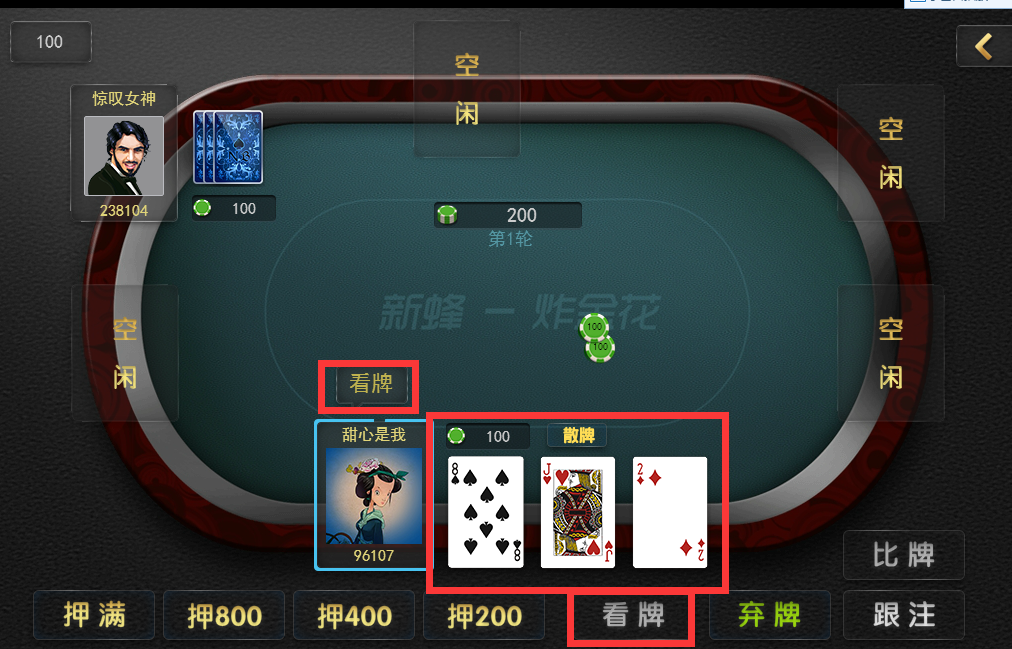 100
空
闲
惊叹女神
238104
100
空
闲
200
第1轮
新蜂 — 炸金花
100
100
空
闲
空
闲
看牌
甜心是我
96107
100
散牌
8
8
J
J
2
2
比牌
押满
押800
押400
押200
看牌
弃牌
跟注